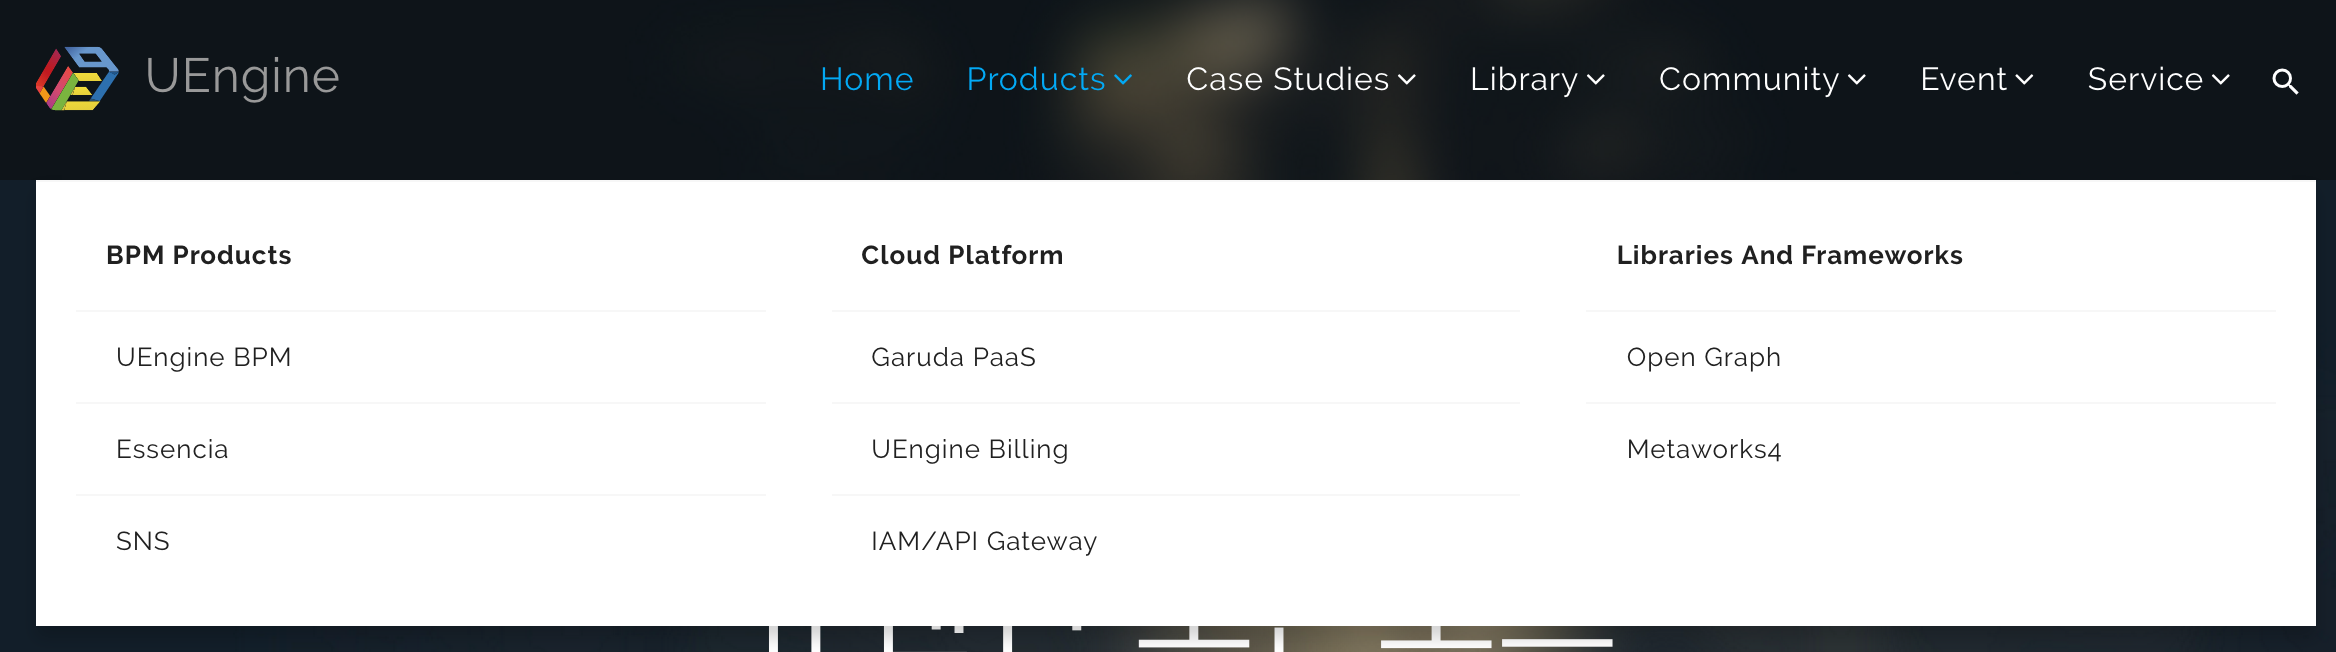 UEngine
Home Products Case Studies Library Community Event Service
BPM Products
UEngine BPM
Essencia
SNS
Cloud Platform
Garuda PaaS
UEngine Billing
IAM/API Gateway
Libraries And Frameworks
Open Graph
Metaworks4